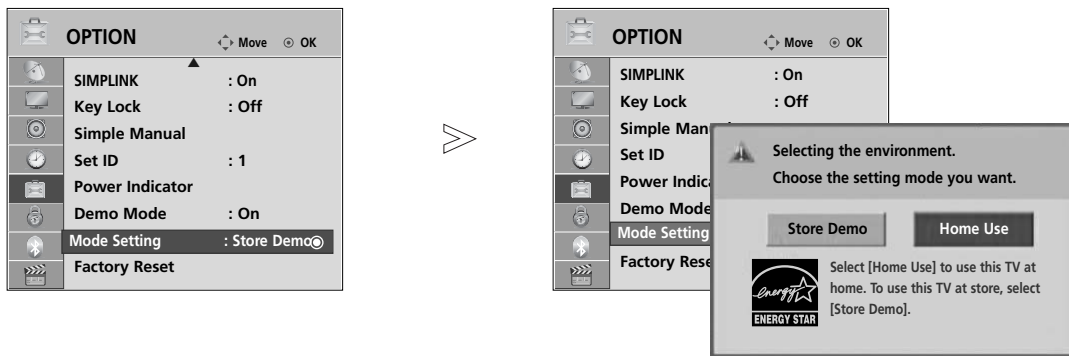 OPTION
Move OK
SIMPLINK : On
Key Lock : Off
Simple Manual
Set ID : 1
Power Indicator
Demo Mode : On
Mode Setting : Store Demo
Factory Reset
OPTION
Move OK
SIMPLINK : On
Key Lock : Off
Simple Man
Set ID
Power Indica
Demo Mode
Mode Setting
Factory Rese
Selecting the environment.
Choose the setting mode you want.
Store Demo
Home Use
energy
ENERGY STAR
Select [Home Use] to use this TV at
home. To use this TV at store, select
[Store Demo].